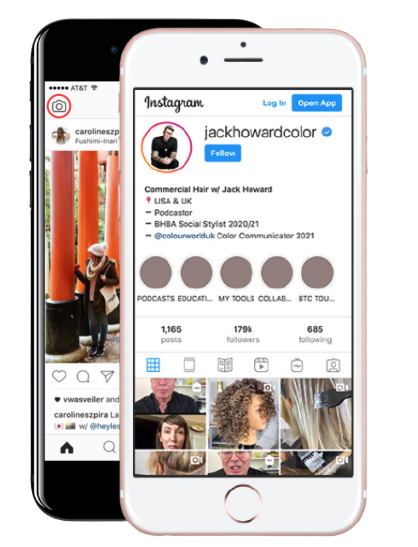 AT&T
carolineszp
Fushimi-Inari
vwasveiler and
carolineszpira La
w/ @heyles
Instagram
Log In
Open App
jackhowardcolor
Follow
Commercial Hair w/ Jack Howard
USA & UK
– Podcastor
– BHBA Social Stylist 2020/21
– @colourworlduk Color Communicator 2021
PODCASTS EDUCATI... MY TOOLS COLLAB... BTC TOU...
1,165 179k 685
posts followers following